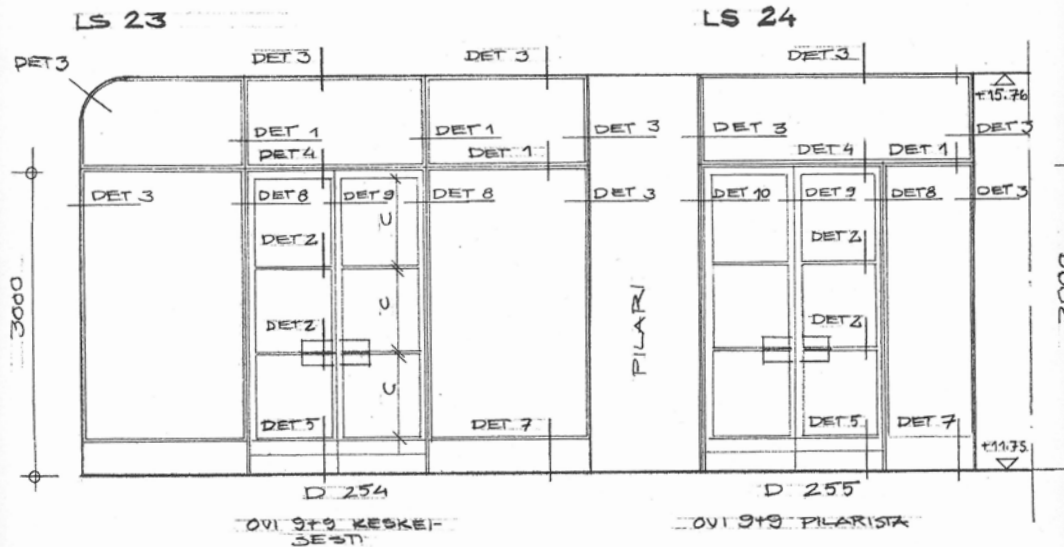 LS 23
LS 24
DET 3
DET 3
DET 3
DET 3
+15.76
DET 1
DET 1
DET 3
DET 3
DET 3
DET 4
DET 1
DET 4
DET 1
DET 3
DET 8
DET 9
DET 8
DET 3
DET 10
DET 9
DET 8
DET 3
C
DET 2
DET 2
3000
C
PILARI
3000
DET 2
DET 2
C
DET 5
DET 7
DET 5
DET 7
+11.75
D 254
D 255
OVI 9+9 KESKEI-
SESTI
OVI 9+9 PILARISTA